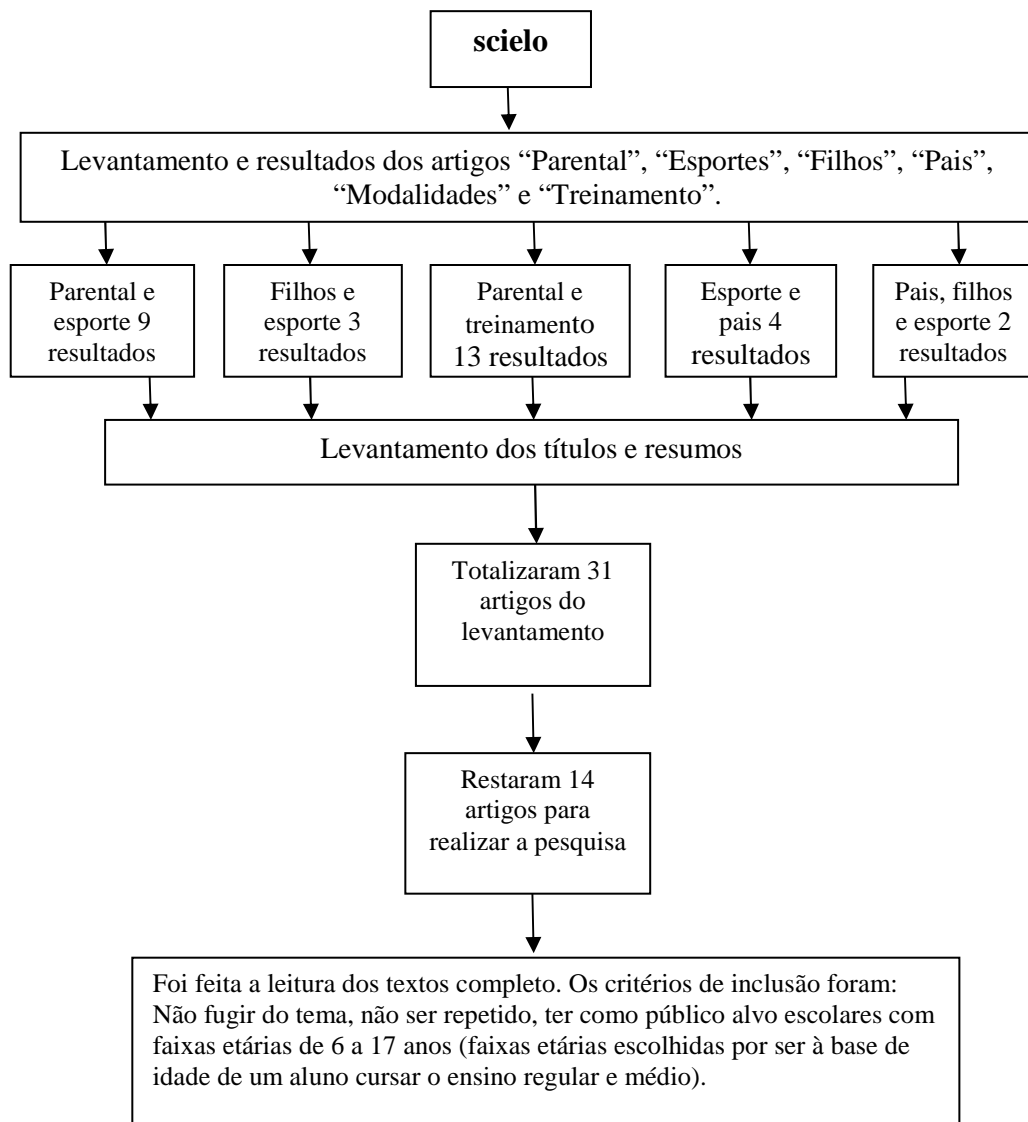 scielo
Levantamento e resultados dos artigos “Parental”, “Esportes”, “Filhos”, “Pais”,
“Modalidades” e “Treinamento”.
Parental e
esporte 9
resultados
Filhos e
esporte 3
resultados
Parental e
treinamento
13 resultados
Esporte e
pais 4
resultados
Pais, filhos
e esporte 2
resultados
Levantamento dos títulos e resumos
Totalizaram 31
artigos do
levantamento
Restaram 14
artigos para
realizar a pesquisa
Foi feita a leitura dos textos completo. Os critérios de inclusão foram:
Não fugir do tema, não ser repetido, ter como público alvo escolares com
faixas etárias de 6 a 17 anos (faixas etárias escolhidas por ser à base de
idade de um aluno cursar o ensino regular e médio).